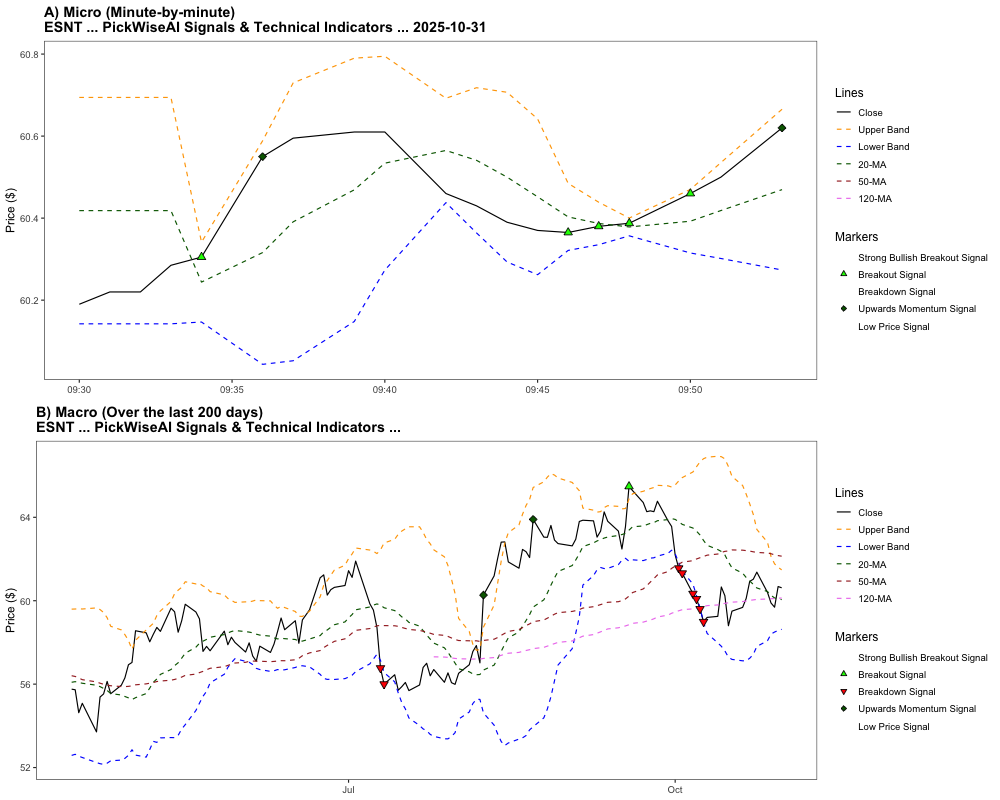 A) Micro (Minute-by-minute)
ESNT ... PickWiseAI Signals & Technical Indicators ... 2025-10-31
Price ($)
60.8
60.6
60.4
60.2
09:30
09:35
09:40
09:45
09:50
Lines
Close
Upper Band
Lower Band
20-MA
50-MA
120-MA
Markers
Strong Bullish Breakout Signal
Breakout Signal
Breakdown Signal
Upwards Momentum Signal
Low Price Signal
B) Macro (Over the last 200 days)
ESNT ... PickWiseAI Signals & Technical Indicators ...
Price ($)
64
60
56
52
Jul
Oct
Lines
Close
Upper Band
Lower Band
20-MA
50-MA
120-MA
Markers
Strong Bullish Breakout Signal
Breakout Signal
Breakdown Signal
Upwards Momentum Signal
Low Price Signal